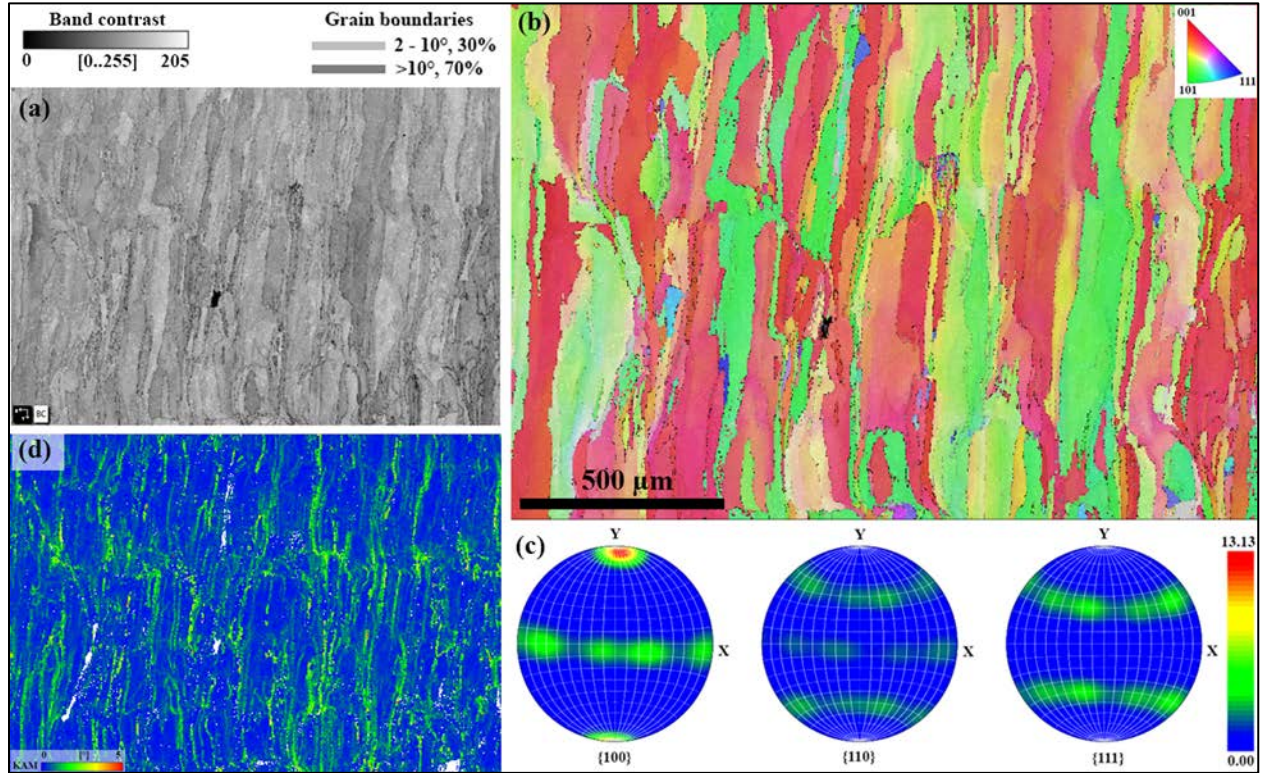 Band contrast
0 [0..255] 205
Grain boundaries
2 - 10°, 30%
>10°, 70%
(a)
BC
(b)
001
101 111
500 µm
(c)
Y Y Y
X X X
{100} {110} {111}
13.13
0.00
(d)
0 [°] 5
KAM